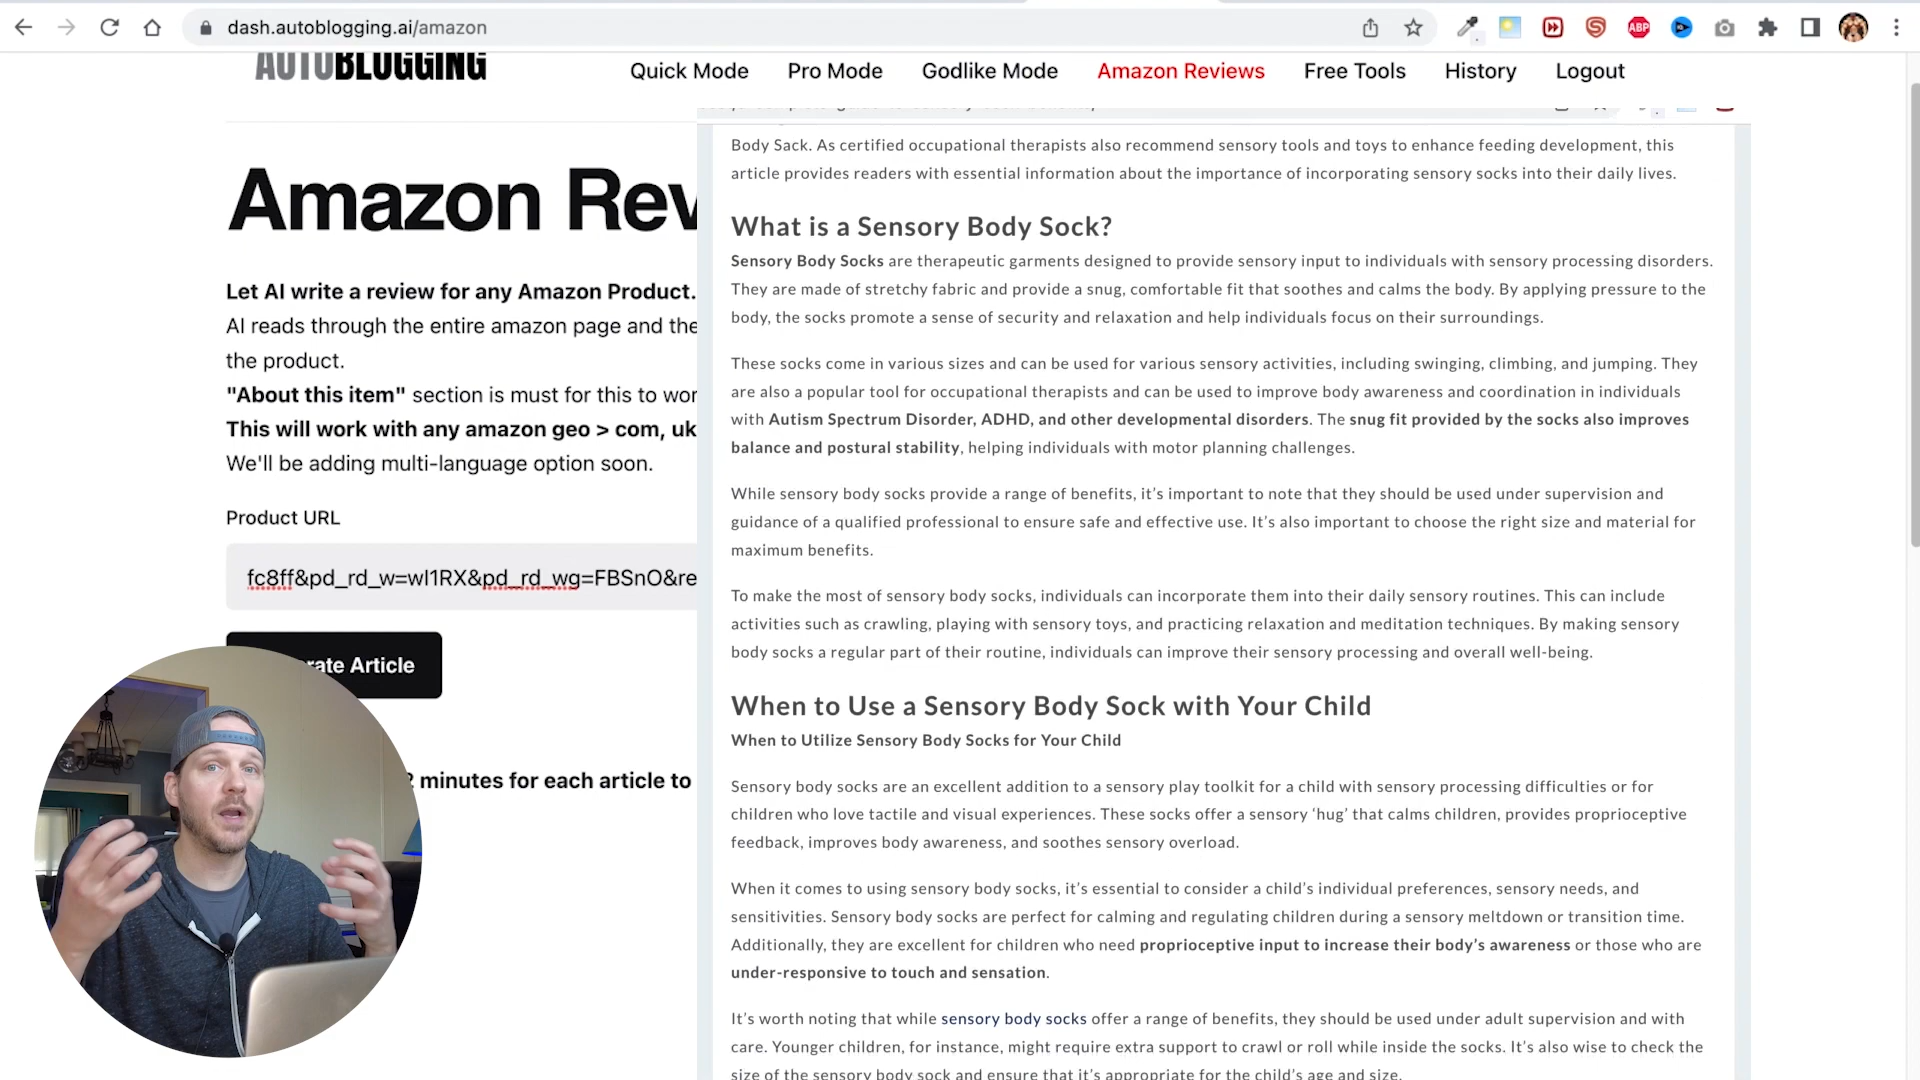 dash.autoblogging.ai/amazon
ABP
AUTOBLOGGING
Quick Mode
Pro Mode
Godlike Mode
Amazon Reviews
Free Tools
History
Logout
Amazon Rev
Let AI write a review for any Amazon Product.
AI reads through the entire amazon page and the
the product.
"About this item" section is must for this to wor
This will work with any amazon geo > com, uk
We'll be adding multi-language option soon.
Product URL
fc8ff&pd_rd_w=wl1RX&pd_rd_wg=FBSnO&re
rate Article
2 minutes for each article to
Body Sack. As certified occupational therapists also recommend sensory tools and toys to enhance feeding development, this
article provides readers with essential information about the importance of incorporating sensory socks into their daily lives.
What is a Sensory Body Sock?
Sensory Body Socks are therapeutic garments designed to provide sensory input to individuals with sensory processing disorders.
They are made of stretchy fabric and provide a snug, comfortable fit that soothes and calms the body. By applying pressure to the
body, the socks promote a sense of security and relaxation and help individuals focus on their surroundings.
These socks come in various sizes and can be used for various sensory activities, including swinging, climbing, and jumping. They
are also a popular tool for occupational therapists and can be used to improve body awareness and coordination in individuals
with Autism Spectrum Disorder, ADHD, and other developmental disorders. The snug fit provided by the socks also improves
balance and postural stability, helping individuals with motor planning challenges.
While sensory body socks provide a range of benefits, it’s important to note that they should be used under supervision and
guidance of a qualified professional to ensure safe and effective use. It’s also important to choose the right size and material for
maximum benefits.
To make the most of sensory body socks, individuals can incorporate them into their daily sensory routines. This can include
activities such as crawling, playing with sensory toys, and practicing relaxation and meditation techniques. By making sensory
body socks a regular part of their routine, individuals can improve their sensory processing and overall well-being.
When to Use a Sensory Body Sock with Your Child
When to Utilize Sensory Body Socks for Your Child
Sensory body socks are an excellent addition to a sensory play toolkit for a child with sensory processing difficulties or for
children who love tactile and visual experiences. These socks offer a sensory ‘hug’ that calms children, provides proprioceptive
feedback, improves body awareness, and soothes sensory overload.
When it comes to using sensory body socks, it’s essential to consider a child’s individual preferences, sensory needs, and
sensitivities. Sensory body socks are perfect for calming and regulating children during a sensory meltdown or transition time.
Additionally, they are excellent for children who need proprioceptive input to increase their body’s awareness or those who are
under-responsive to touch and sensation.
It’s worth noting that while sensory body socks offer a range of benefits, they should be used under adult supervision and with
care. Younger children, for instance, might require extra support to crawl or roll while inside the socks. It’s also wise to check the
size of the sensory body sock and ensure that it’s appropriate for the child’s age and size.